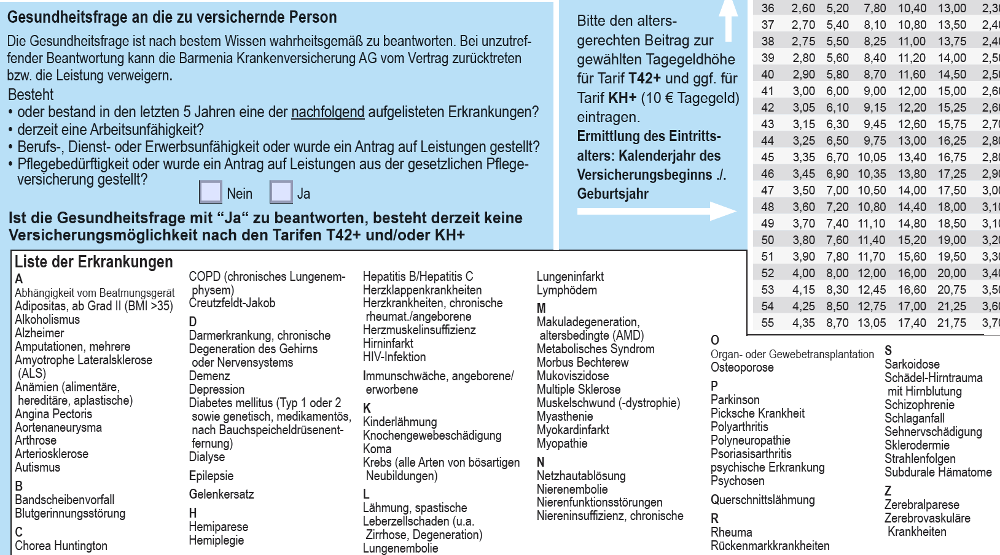 Gesundheitsfrage an die zu versichernde Person
Die Gesundheitsfrage ist nach bestem Wissen wahrheitsgemäß zu beantworten. Bei unzutref-
fender Beantwortung kann die Barmenia Krankenversicherung AG vom Vertrag zurücktreten
bzw. die Leistung verweigern.
Besteht
• oder bestand in den letzten 5 Jahren eine der nachfolgend aufgelisteten Erkrankungen?
• derzeit eine Arbeitsunfähigkeit?
• Berufs-, Dienst- oder Erwerbsunfähigkeit oder wurde ein Antrag auf Leistungen gestellt?
• Pflegebedürftigkeit oder wurde ein Antrag auf Leistungen aus der gesetzlichen Pflege-
versicherung gestellt?
Nein Ja
Ist die Gesundheitsfrage mit “Ja“ zu beantworten, besteht derzeit keine
Versicherungsmöglichkeit nach den Tarifen T42+ und/oder KH+
Bitte den alters-
gerechten Beitrag zur
gewählten Tagegeldhöhe
für Tarif T42+ und ggf. für
Tarif KH+ (10 € Tagegeld)
eintragen.
Ermittlung des Eintritts-
alters: Kalenderjahr des
Versicherungsbeginns ./.
Geburtsjahr
36 2,60 5,20 7,80 10,40 13,00 2,30
37 2,70 5,40 8,10 10,80 13,50 2,40
38 2,75 5,50 8,25 11,00 13,75 2,40
39 2,80 5,60 8,40 11,20 14,00 2,50
40 2,90 5,80 8,70 11,60 14,50 2,50
41 3,00 6,00 9,00 12,00 15,00 2,60
42 3,05 6,10 9,15 12,20 15,25 2,60
43 3,15 6,30 9,45 12,60 15,75 2,70
44 3,25 6,50 9,75 13,00 16,25 2,80
45 3,35 6,70 10,05 13,40 16,75 2,80
46 3,45 6,90 10,35 13,80 17,25 2,90
47 3,50 7,00 10,50 14,00 17,50 3,00
48 3,60 7,20 10,80 14,40 18,00 3,10
49 3,70 7,40 11,10 14,80 18,50 3,10
50 3,80 7,60 11,40 15,20 19,00 3,20
51 3,90 7,80 11,70 15,60 19,50 3,30
52 4,00 8,00 12,00 16,00 20,00 3,40
53 4,15 8,30 12,45 16,60 20,75 3,50
54 4,25 8,50 12,75 17,00 21,25 3,60
55 4,35 8,70 13,05 17,40 21,75 3,70
Liste der Erkrankungen
A
Abhängigkeit vom Beatmungsgerät
Adipositas, ab Grad II (BMI >35)
Alkoholismus
Alzheimer
Amputationen, mehrere
Amyotrophe Lateralsklerose
(ALS)
Anämien (alimentäre,
hereditäre, aplastische)
Angina Pectoris
Aortenaneurysma
Arthrose
Arteriosklerose
Autismus
B
Bandscheibenvorfall
Blutgerinnungsstörung
C
Chorea Huntington
COPD (chronisches Lungenem-
physem)
Creutzfeldt-Jakob
D
Darmerkrankung, chronische
Degeneration des Gehirns
oder Nervensystems
Demenz
Depression
Diabetes mellitus (Typ 1 oder 2
sowie genetisch, medikamentös,
nach Bauchspeicheldrüsenent-
fernung)
Dialyse
Epilepsie
Gelenkersatz
H
Hemiparese
Hemiplegie
Hepatitis B/Hepatitis C
Herzklappenkrankheiten
Herzkrankheiten, chronische
rheumat./angeborene
Herzmuskelinsuffizienz
Hirninfarkt
HIV-Infektion
Immunschwäche, angeborene/
erworbene
K
Kinderlähmung
Knochengewebeschädigung
Koma
Krebs (alle Arten von bösartigen
Neubildungen)
L
Lähmung, spastische
Leberzellschaden (u.a.
Zirrhose, Degeneration)
Lungenembolie
Lungeninfarkt
Lymphödem
M
Makuladegeneration,
altersbedingte (AMD)
Metabolisches Syndrom
Morbus Bechterew
Mukoviszidose
Multiple Sklerose
Muskelschwund (-dystrophie)
Myasthenie
Myokardinfarkt
Myopathie
N
Netzhautablösung
Nierenembolie
Nierenfunktionsstörungen
Niereninsuffizienz, chronische
O
Organ- oder Gewebetransplantation
Osteoporose
P
Parkinson
Picksche Krankheit
Polyarthritis
Polyneuropathie
Psoriasisarthritis
psychische Erkrankung
Psychosen
Querschnittslähmung
R
Rheuma
Rückenmarkkrankheiten
S
Sarkoidose
Schädel-Hirntrauma
mit Hirnblutung
Schizophrenie
Schlaganfall
Sehnervschädigung
Sklerodermie
Strahlenfolgen
Subdurale Hämatome
Z
Zerebralparese
Zerebrovaskuläre
Krankheiten